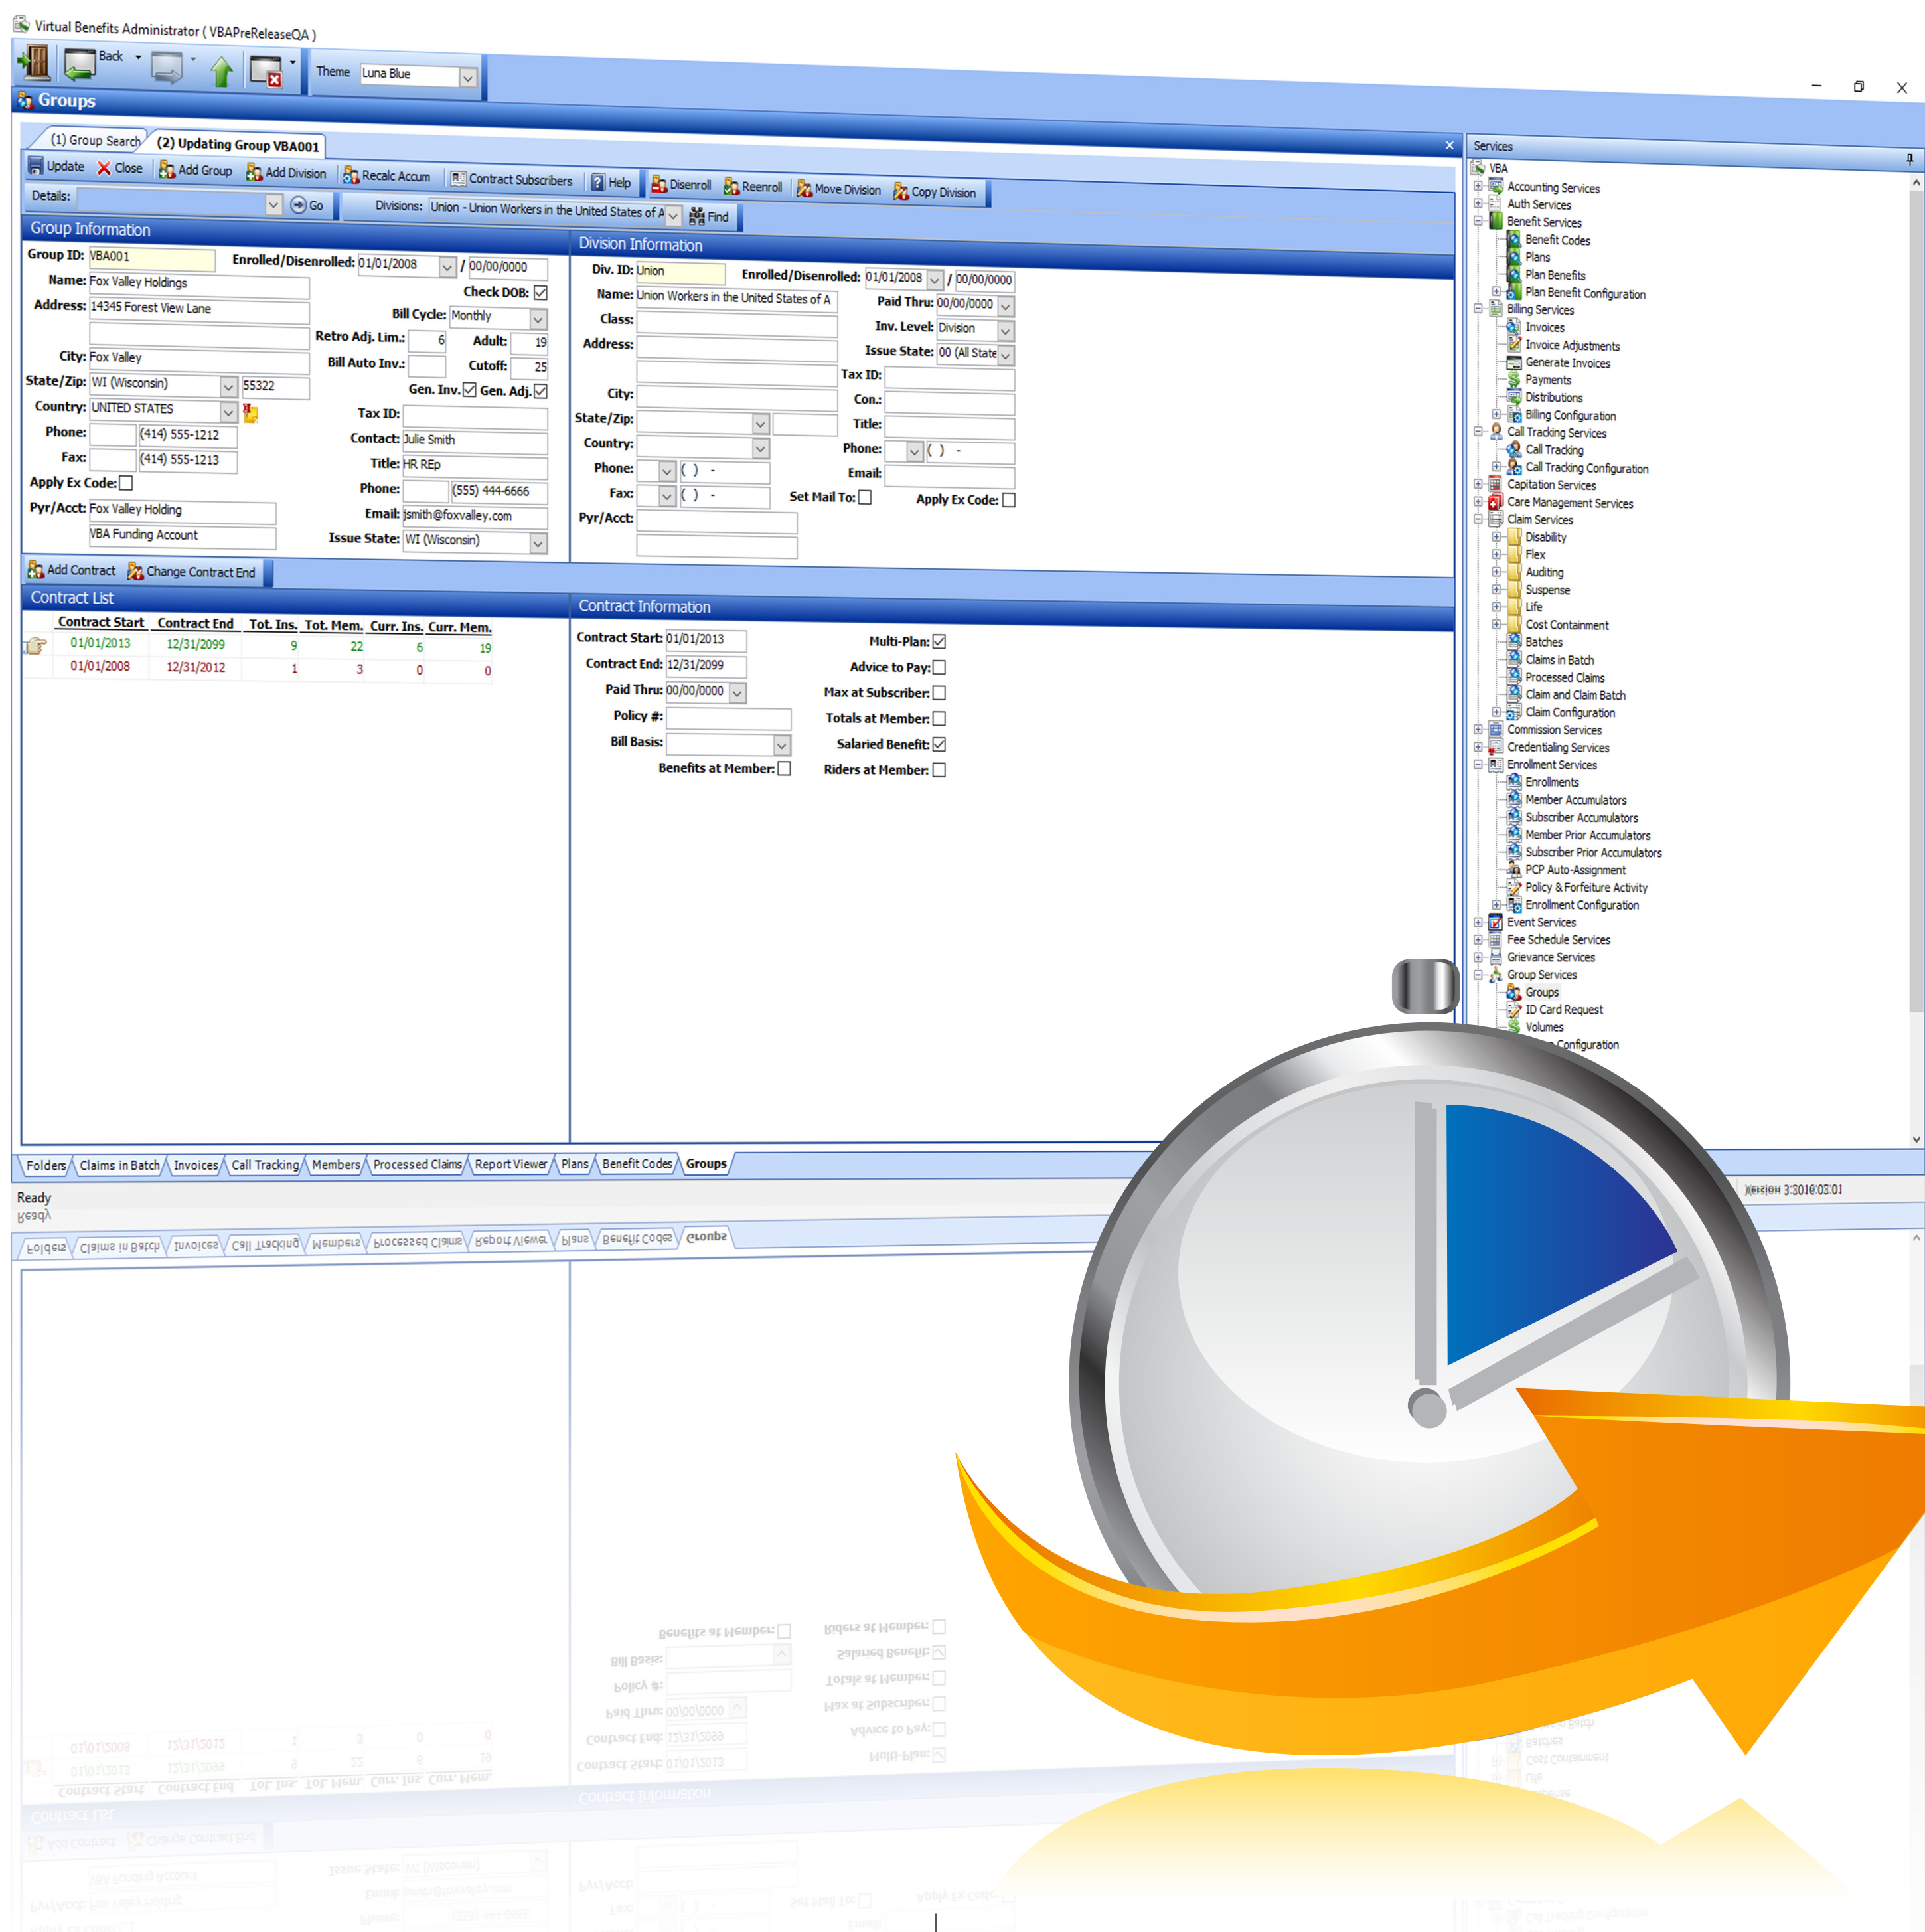 Virtual Benefits Administrator ( VBAPreReleaseQA )
Back Theme Luna Blue
Groups
(1) Group Search (2) Updating Group VBA001
Update Close Add Group Add Division Recalc Accum Contract Subscribers Help Disenroll Reenroll Move Division Copy Division
Details: Go Divisions: Union - Union Workers in the United States of A Find
Group Information
Group ID: VBA001 Enrolled/Disenrolled: 01/01/2008 / 00/00/0000
Name: Fox Valley Holdings Check DOB:
Address: 14345 Forest View Lane Bill Cycle: Monthly
Retro Adj. Lim.: 6 Adult: 19
City: Fox Valley Bill Auto Inv.: Cutoff: 25
State/Zip: WI (Wisconsin) 55322 Gen. Inv. Gen. Adj.
Country: UNITED STATES Tax ID:
Phone: (414) 555-1212 Contact: Julie Smith
Fax: (414) 555-1213 Title: HR REp
Apply Ex Code: Phone: (555) 444-6666
Pyr/Acct: Fox Valley Holding Email: jsmith@foxvalley.com
VBA Funding Account Issue State: WI (Wisconsin)
Division Information
Div. ID: Union Enrolled/Disenrolled: 01/01/2008 / 00/00/0000
Name: Union Workers in the United States of A Paid Thru: 00/00/0000
Class: Inv. Level: Division
Address: Issue State: 00 (All State
Tax ID:
City: Con.:
State/Zip: Title:
Country: Phone: ( ) -
Phone: ( ) - Email:
Fax: ( ) - Set Mail To: Apply Ex Code:
Pyr/Acct:
Add Contract Change Contract End
Contract List
Contract Start Contract End Tot. Ins. Tot. Mem. Curr. Ins. Curr. Mem.
01/01/2013 12/31/2099 9 22 6 19
01/01/2008 12/31/2012 1 3 0 0
Contract Information
Contract Start: 01/01/2013 Multi-Plan:
Contract End: 12/31/2099 Advice to Pay:
Paid Thru: 00/00/0000 Max at Subscriber:
Policy #: Totals at Member:
Bill Basis: Salaried Benefit:
Benefits at Member: Riders at Member:
Services
VBA
Accounting Services
Auth Services
Benefit Services
Benefit Codes
Plans
Plan Benefits
Plan Benefit Configuration
Billing Services
Invoices
Invoice Adjustments
Generate Invoices
Payments
Distributions
Billing Configuration
Call Tracking Services
Call Tracking
Call Tracking Configuration
Capitation Services
Care Management Services
Claim Services
Disability
Flex
Auditing
Suspense
Life
Cost Containment
Batches
Claims in Batch
Processed Claims
Claim and Claim Batch
Claim Configuration
Commission Services
Credentialing Services
Enrollment Services
Enrollments
Member Accumulators
Subscriber Accumulators
Member Prior Accumulators
Subscriber Prior Accumulators
PCP Auto-Assignment
Policy & Forfeiture Activity
Enrollment Configuration
Event Services
Fee Schedule Services
Grievance Services
Group Services
Groups
ID Card Request
Volumes
Configuration
Folders Claims in Batch Invoices Call Tracking Members Processed Claims Report Viewer Plans Benefit Codes Groups
Ready